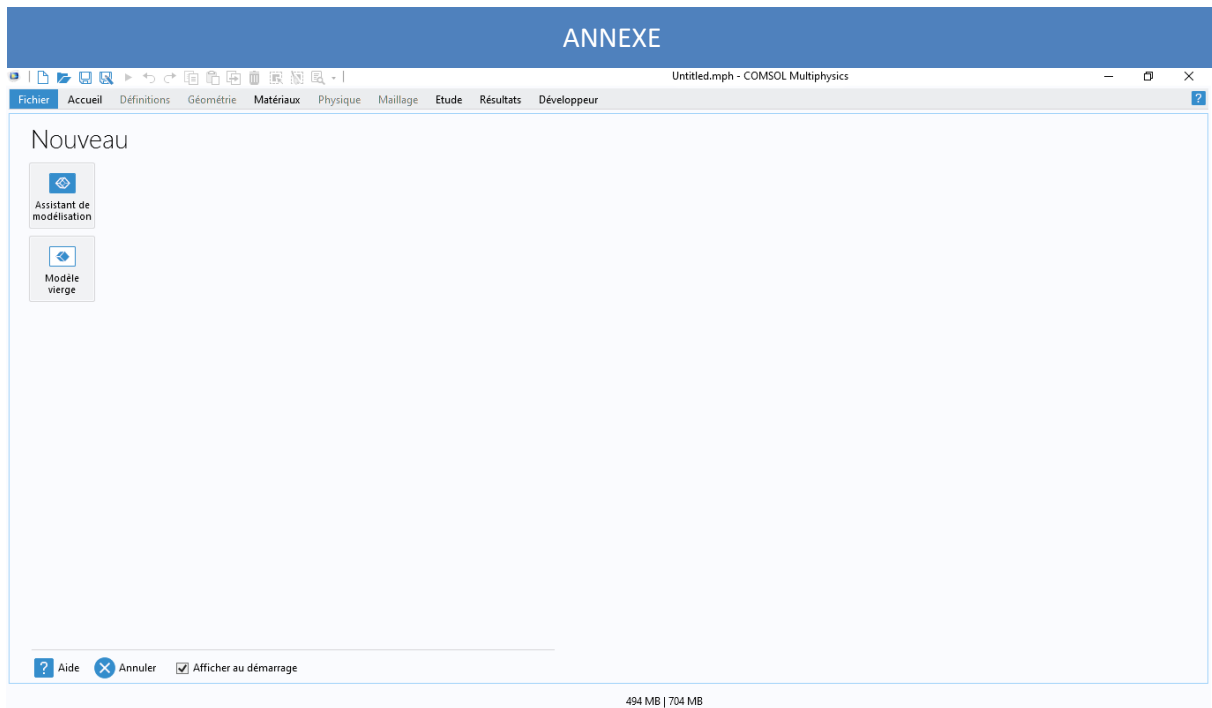 ANNEXE
Untitled.mph - COMSOL Multiphysics
Fichier Accueil Définitions Géométrie Matériaux Physique Maillage Etude Résultats Développeur ?
Nouveau
Assistant de
modélisation
Modèle
vierge
? Aide Annuler Afficher au démarrage
494 MB | 704 MB